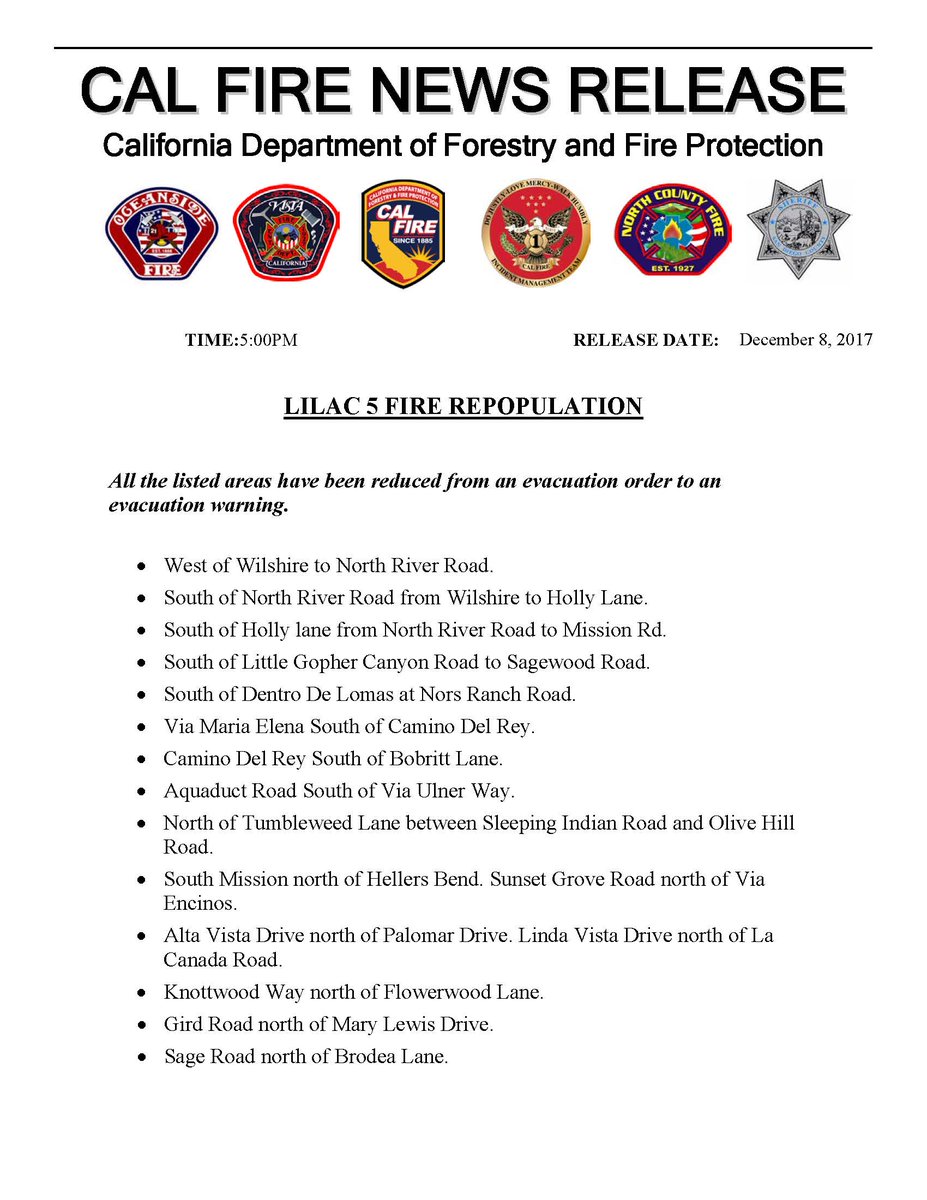 CAL FIRE NEWS RELEASE
California Department of Forestry and Fire Protection
OCEANSIDE
FIRE
VISTA
FIRE
CALIFORNIA
CALIFORNIA DEPARTMENT OF
FORESTRY & FIRE PROTECTION
CAL
FIRE
SINCE 1885
DO JUSTLY-LOVE MERCY-WALK HUMBLY
1
CAL FIRE
INCIDENT MANAGEMENT TEAM
NORTH COUNTY FIRE
EST. 1927
SHERIFF'S
TIME:5:00PM RELEASE DATE: December 8, 2017
LILAC 5 FIRE REPOPULATION
All the listed areas have been reduced from an evacuation order to an
evacuation warning.
• West of Wilshire to North River Road.
• South of North River Road from Wilshire to Holly Lane.
• South of Holly lane from North River Road to Mission Rd.
• South of Little Gopher Canyon Road to Sagewood Road.
• South of Dentro De Lomas at Nors Ranch Road.
• Via Maria Elena South of Camino Del Rey.
• Camino Del Rey South of Bobritt Lane.
• Aquaduct Road South of Via Ulner Way.
• North of Tumbleweed Lane between Sleeping Indian Road and Olive Hill
Road.
• South Mission north of Hellers Bend. Sunset Grove Road north of Via
Encinos.
• Alta Vista Drive north of Palomar Drive. Linda Vista Drive north of La
Canada Road.
• Knottwood Way north of Flowerwood Lane.
• Gird Road north of Mary Lewis Drive.
• Sage Road north of Brodea Lane.